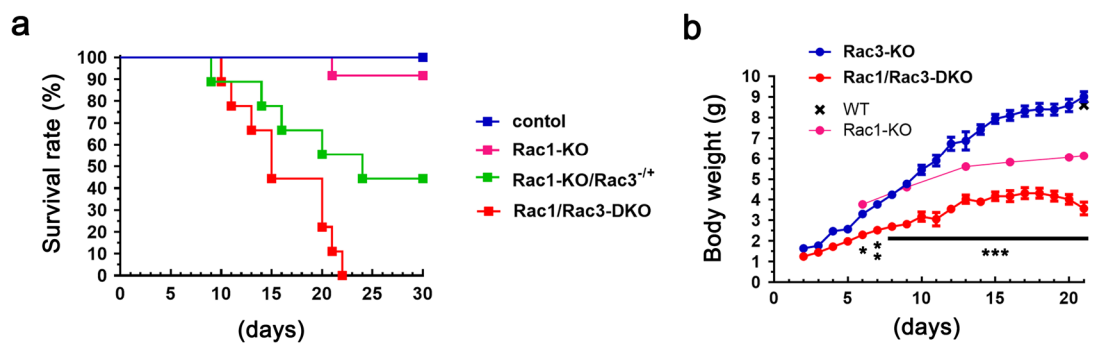 a
Survival rate (%)
100
90
80
70
60
50
40
30
20
10
0
0 5 10 15 20 25 30
(days)
contol
Rac1-KO
Rac1-KO/Rac3-/+
Rac1/Rac3-DKO
b
Rac3-KO
Rac1/Rac3-DKO
WT
Rac1-KO
Body weight (g)
10
9
8
7
6
5
4
3
2
1
0
0 5 10 15 20
(days)
*
**
***